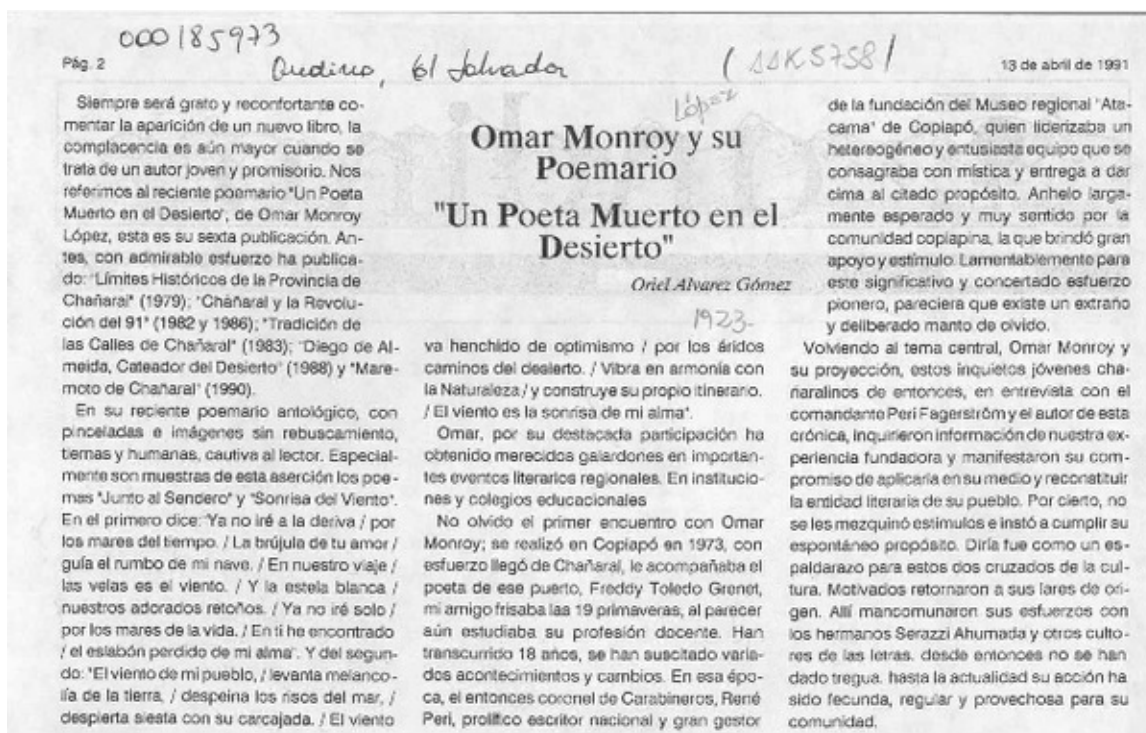 000185973
Pág. 2
El Salvador
13 de abril de 1991
López
Omar Monroy y su
Poemario
"Un Poeta Muerto en el
Desierto"
Oriel Alvarez Gómez
1923-
Siempre será grato y reconfortante co-
mentar la aparición de un nuevo libro, la
complacencia es aún mayor cuando se
trata de un autor joven y promisorio. Nos
referimos al reciente poemario "Un Poeta
Muerto en el Desierto", de Omar Monroy
López, esta es su sexta publicación. An-
tes, con admirable esfuerzo ha publica-
do: "Límites Históricos de la Provincia de
Chañaral" (1979); "Chañaral y la Revolu-
ción del 91" (1982 y 1986); "Tradición de
las Calles de Chañaral" (1983); "Diego de Al-
meida, Cateador del Desierto" (1988) y "Mare-
moto de Chañaral" (1990).
En su reciente poemario antológico, con
pinceladas e imágenes sin rebuscamiento,
tiernas y humanas, cautiva al lector. Especial-
mente son muestras de esta aserción los poe-
mas "Junto al Sendero" y "Sonrisa del Viento".
En el primero dice: "Ya no iré a la deriva / por
los mares del tiempo. / La brújula de tu amor /
guía el rumbo de mi nave. / En nuestro viaje /
las velas es el viento. / Y la estela blanca /
nuestros adorados retoños. / Ya no iré solo /
por los mares de la vida. / En ti he encontrado
/ el eslabón perdido de mi alma". Y del segun-
do: "El viento de mi pueblo, / levanta melanco-
lía de la tierra, / despeina los risos del mar, /
despierta siesta con su carcajada. / El viento
va henchido de optimismo / por los áridos
caminos del desierto. / Vibra en armonía con
la Naturaleza / y construye su propio itinerario.
/ El viento es la sonrisa de mi alma".
Omar, por su destacada participación ha
obtenido merecidos galardones en importan-
tes eventos literarios regionales. En institucio-
nes y colegios educacionales
No olvido el primer encuentro con Omar
Monroy; se realizó en Copiapó en 1973, con
esfuerzo llegó de Chañaral, le acompañaba el
poeta de ese puerto, Freddy Toledo Grenet,
mi amigo frisaba las 19 primaveras, al parecer
aún estudiaba su profesión docente. Han
transcurrido 18 años, se han suscitado varia-
dos acontecimientos y cambios. En esa épo-
ca, el entonces coronel de Carabineros, René
Peri, prolífico escritor nacional y gran gestor
de la fundación del Museo regional "Ata-
cama" de Copiapó, quien liderizaba un
hetereogéneo y entusiasta equipo que se
consagraba con mística y entrega a dar
cima al citado propósito. Anhelo larga-
mente esperado y muy sentido por la
comunidad copiapina, la que brindó gran
apoyo y estímulo. Lamentablemente para
este significativo y concertado esfuerzo
pionero, pareciera que existe un extraño
y deliberado manto de olvido.
Volviendo al tema central, Omar Monroy y
su proyección, estos inquietos jóvenes cha-
ñaralinos de entonces, en entrevista con el
comandante Peri Fagerström y el autor de esta
crónica, inquirieron información de nuestra ex-
periencia fundadora y manifestaron su com-
promiso de aplicarla en su medio y reconstituir
la entidad literaria de su pueblo. Por cierto, no
se les mezquinó estímulos e instó a cumplir su
espontáneo propósito. Diría fue como un es-
paldarazo para estos dos cruzados de la cul-
tura. Motivados retornaron a sus lares de ori-
gen. Allí mancomunaron sus esfuerzos con
los hermanos Serazzi Ahumada y otros culto-
res de las letras, desde entonces no se han
dado tregua, hasta la actualidad su acción ha
sido fecunda, regular y provechosa para su
comunidad.